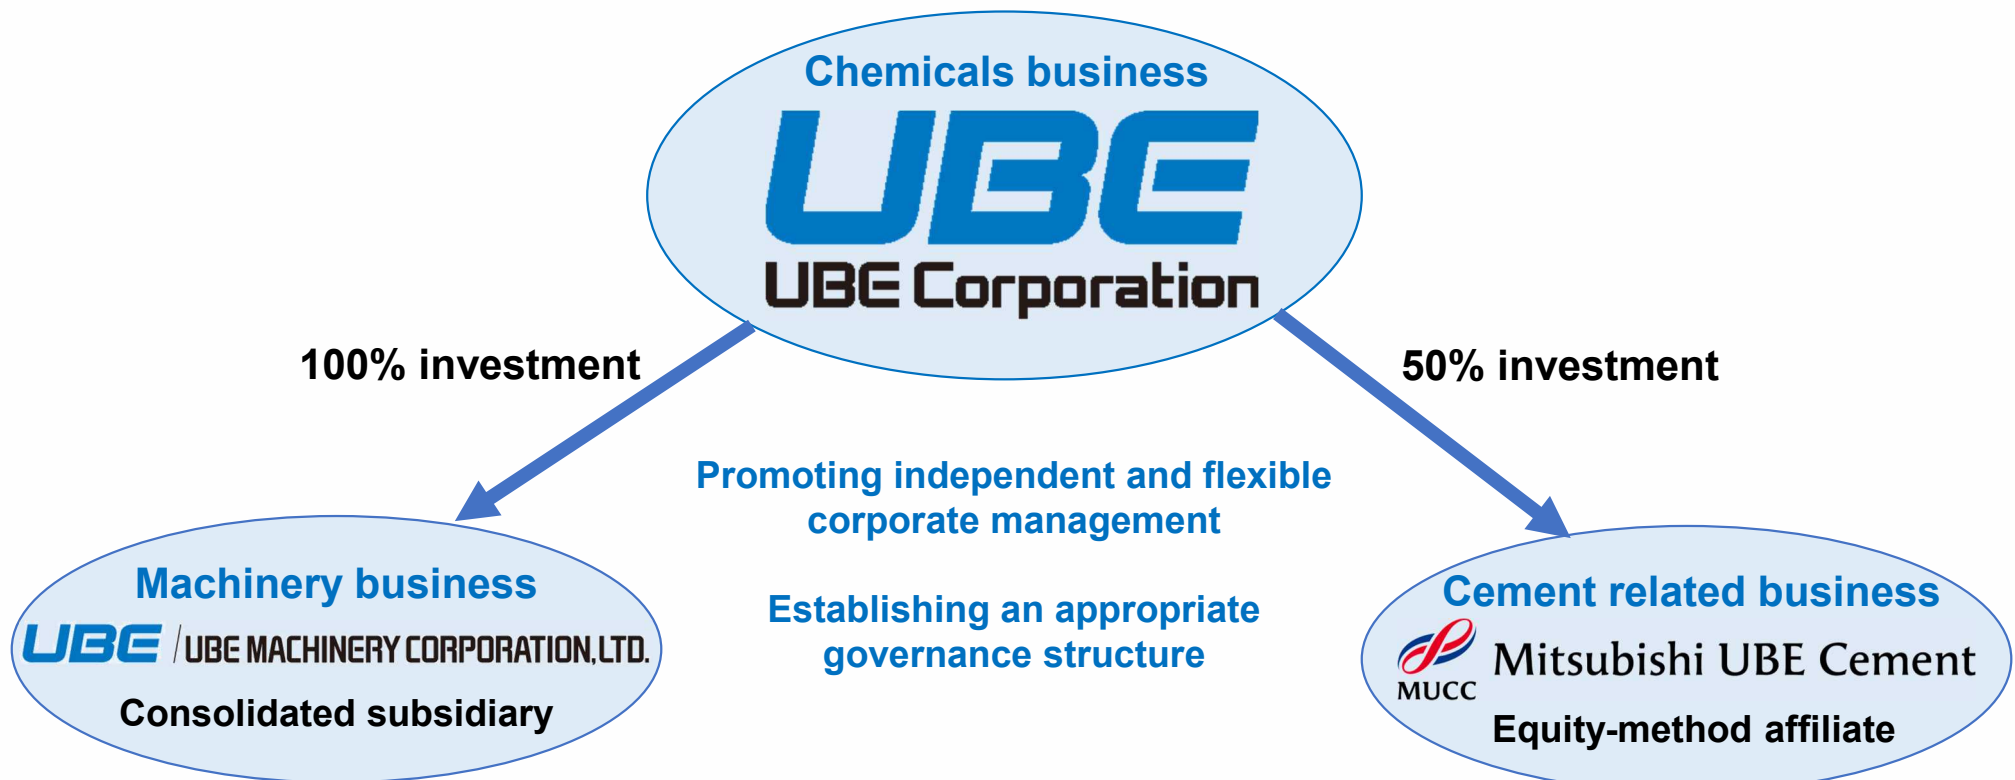 Chemicals business
UBE
UBE Corporation
100% investment
50% investment
Promoting independent and flexible
corporate management
Establishing an appropriate
governance structure
Machinery business
UBE / UBE MACHINERY CORPORATION, LTD.
Consolidated subsidiary
Cement related business
MUCC Mitsubishi UBE Cement
Equity-method affiliate